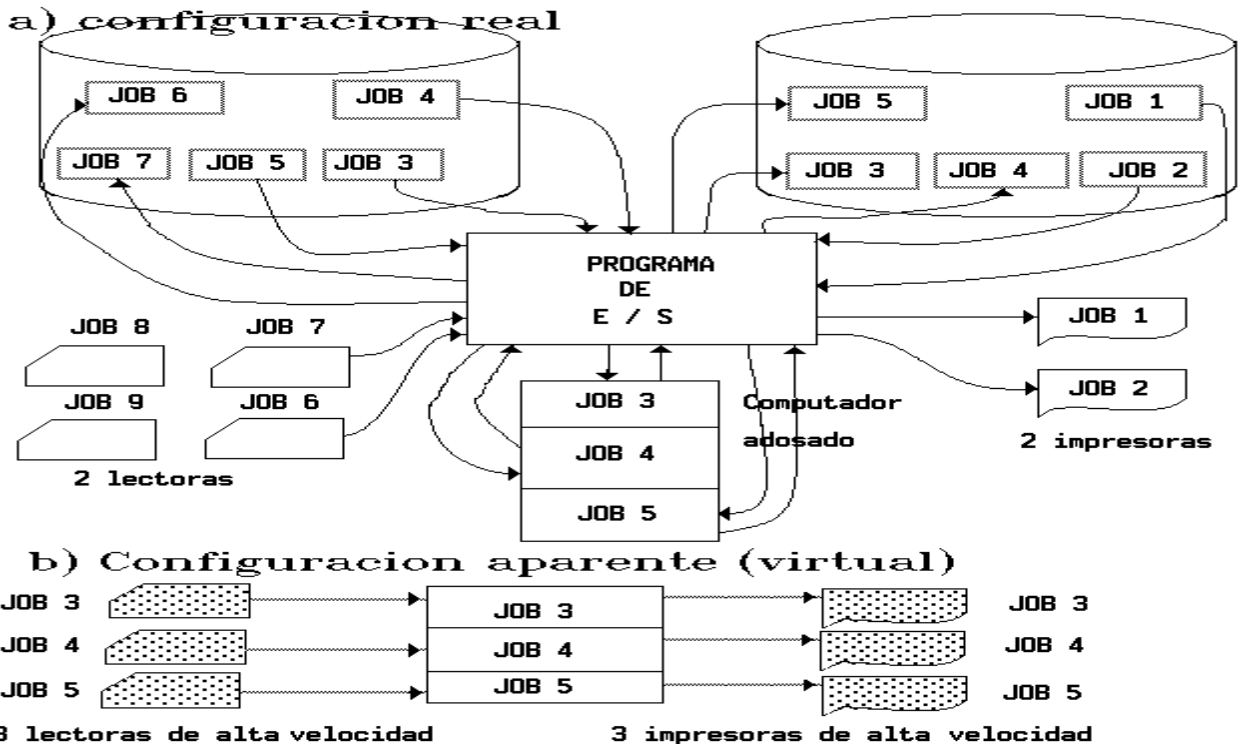 a) configuracion real
JOB 6
JOB 4
JOB 7
JOB 5
JOB 3
JOB 5
JOB 1
JOB 3
JOB 4
JOB 2
PROGRAMA
DE
E / S
JOB 8
JOB 7
JOB 9
JOB 6
2 lectoras
JOB 3
JOB 4
JOB 5
Computador
adosado
JOB 1
JOB 2
2 impresoras
b) Configuracion aparente (virtual)
JOB 3
JOB 3
JOB 3
JOB 4
JOB 4
JOB 4
JOB 5
JOB 5
JOB 5
3 lectoras de alta velocidad
3 impresoras de alta velocidad